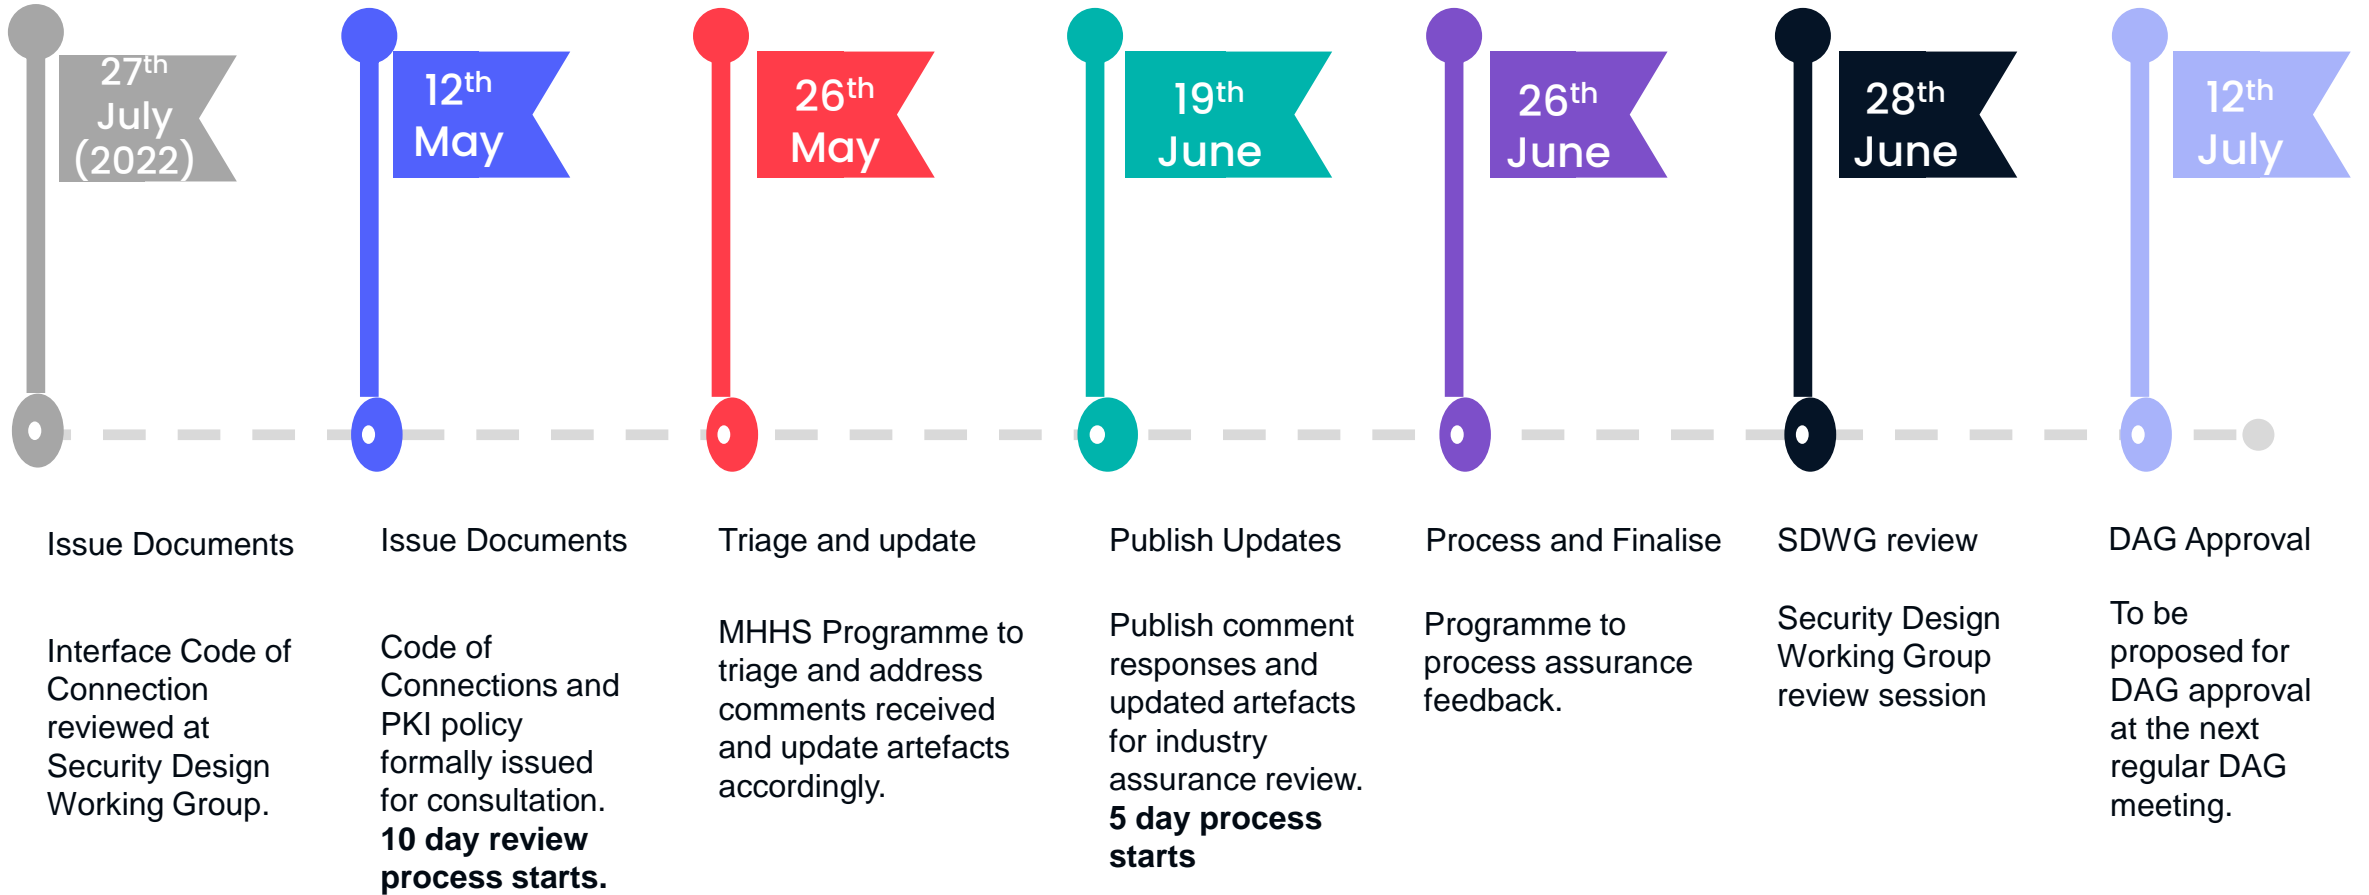 27th
July
(2022)
12th
May
26th
May
19th
June
26th
June
28th
June
12th
July
Issue Documents
Interface Code of
Connection
reviewed at
Security Design
Working Group.
Issue Documents
Code of
Connections and
PKI policy
formally issued
for consultation.
10 day review
process starts.
Triage and update
MHHS Programme to
triage and address
comments received
and update artefacts
accordingly.
Publish Updates
Publish comment
responses and
updated artefacts
for industry
assurance review.
5 day process
starts
Process and Finalise
Programme to
process assurance
feedback.
SDWG review
Security Design
Working Group
review session
DAG Approval
To be
proposed for
DAG approval
at the next
regular DAG
meeting.